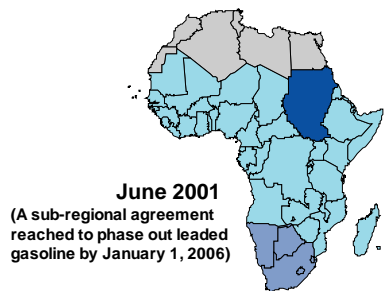 June 2001
(A sub-regional agreement
reached to phase out leaded
gasoline by January 1, 2006)